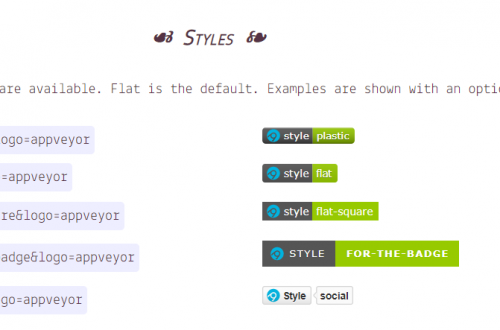 ☙ Styles ❧
are available. Flat is the default. Examples are shown with an
ogo=appveyor style plastic
=appveyor style flat
re&logo=appveyor style flat-square
adge&logo=appveyor STYLE FOR-THE-BADGE
go=appveyor Style social